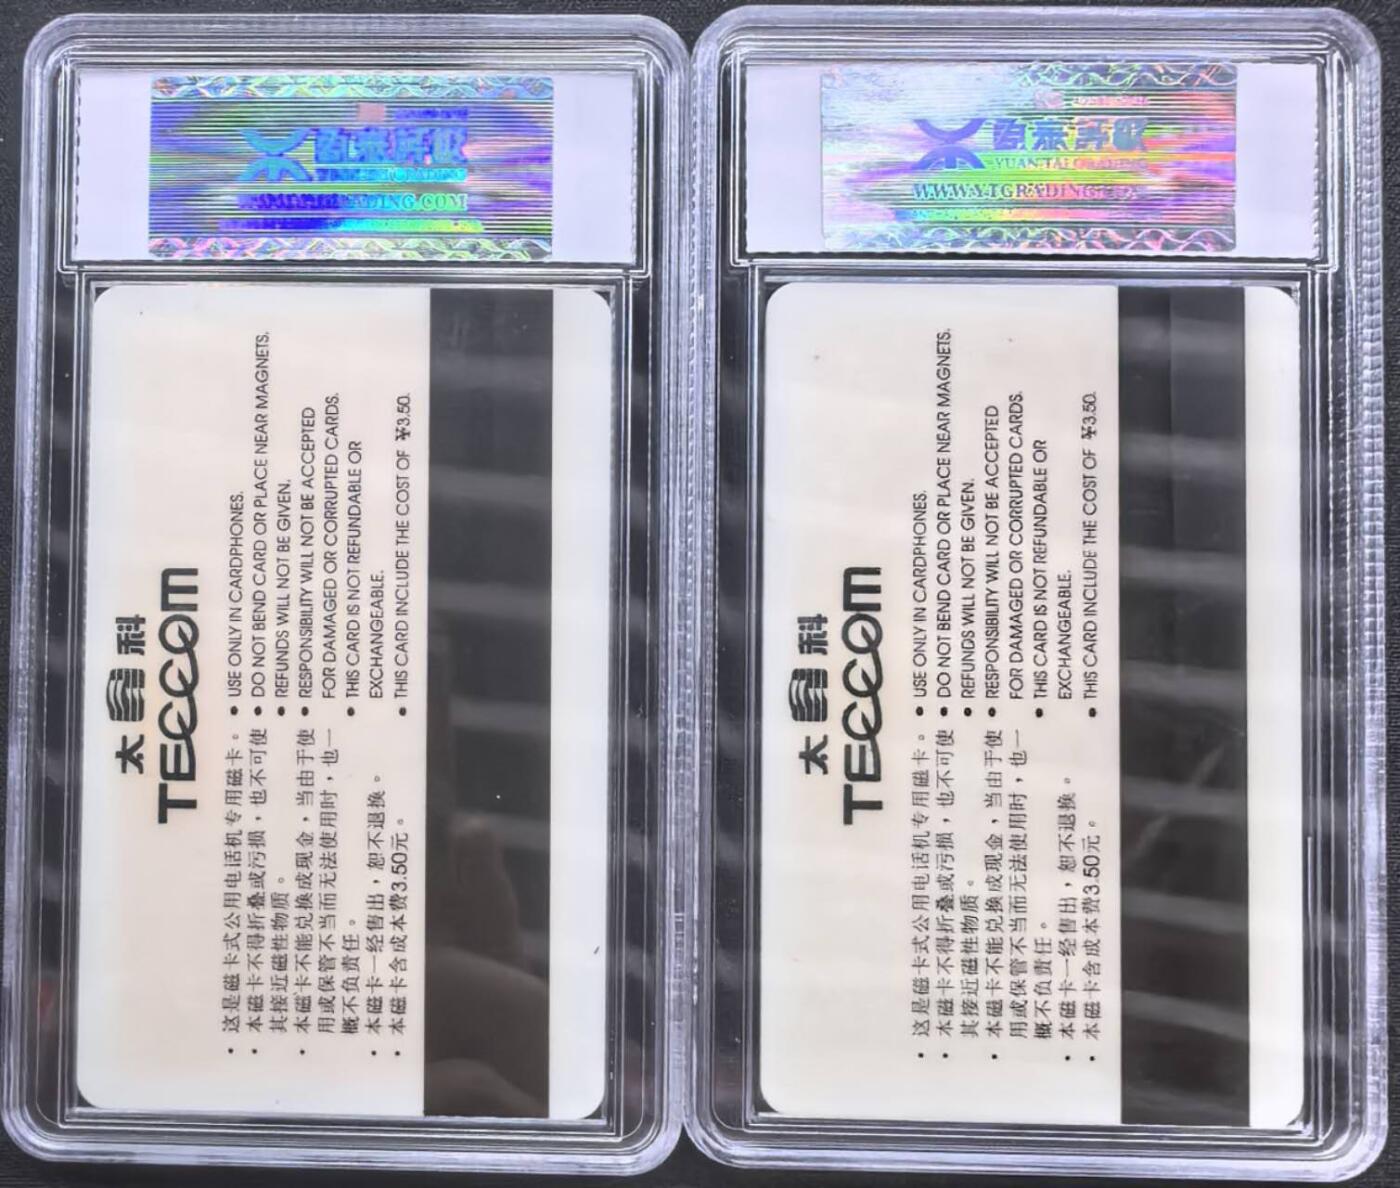 泰評級
GRADING
GRADING.COM
太 科
TECCOM
• 这是磁卡式公用电话机专用磁卡。
• 本磁卡不得折叠或污损，也不可使
其接近磁性物质。
• 本磁卡不能兑换成现金，当由于使
用或保管不当而无法使用时，也一
概不负责任。
• 本磁卡一经售出，恕不退换。
• 本磁卡含成本费3.50元。
• USE ONLY IN CARDPHONES.
• DO NOT BEND CARD OR PLACE NEAR MAGNETS.
• REFUNDS WILL NOT BE GIVEN.
• RESPONSIBILITY WILL NOT BE ACCEPTED
FOR DAMAGED OR CORRUPTED CARDS.
• THIS CARD IS NOT REFUNDABLE OR
EXCHANGEABLE.
• THIS CARD INCLUDE THE COST OF ¥3.50.
泰評級
YUAN TAI GRADING
WWW.YTGRADING
太 科
TECCOM
• 这是磁卡式公用电话机专用磁卡。
• 本磁卡不得折叠或污损，也不可使
其接近磁性物质。
• 本磁卡不能兑换成现金，当由于使
用或保管不当而无法使用时，也一
概不负责任。
• 本磁卡一经售出，恕不退换。
• 本磁卡含成本费3.50元。
• USE ONLY IN CARDPHONES.
• DO NOT BEND CARD OR PLACE NEAR MAGNETS.
• REFUNDS WILL NOT BE GIVEN.
• RESPONSIBILITY WILL NOT BE ACCEPTED
FOR DAMAGED OR CORRUPTED CARDS.
• THIS CARD IS NOT REFUNDABLE OR
EXCHANGEABLE.
• THIS CARD INCLUDE THE COST OF ¥3.50.